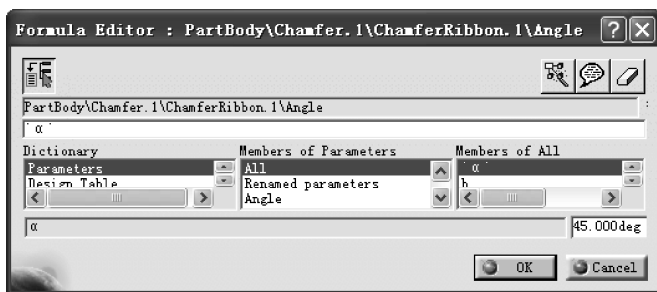 Formula Editor : PartBody\Chamfer.1\ChamferRibbon.1\Angle
PartBody\Chamfer.1\ChamferRibbon.1\Angle :
`α`
Dictionary Members of Parameters Members of All
Parameters All `α`
Design Table Renamed parameters h
Angle
α 45.000deg
OK Cancel